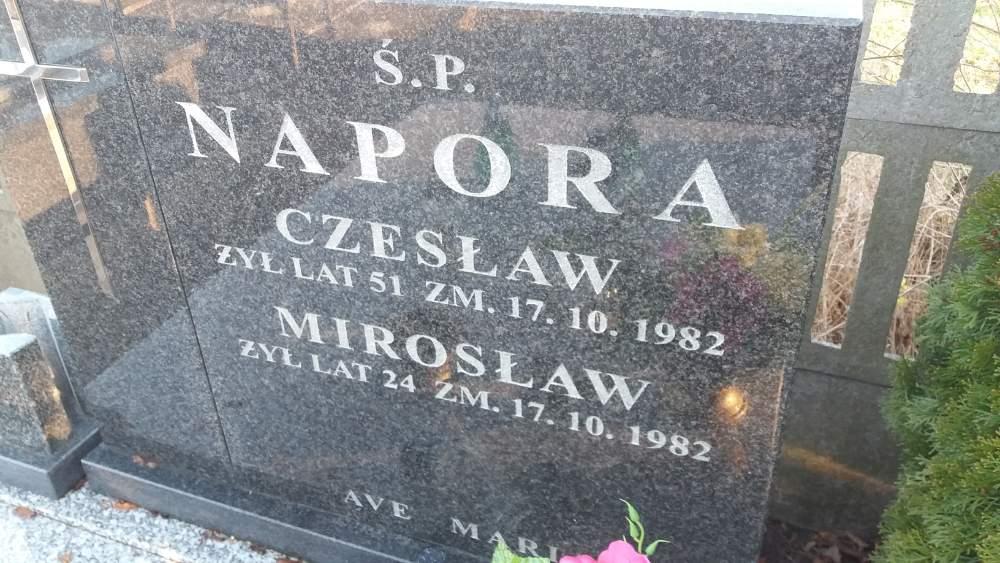 Ś.P.
NAPORA
CZESŁAW
ŻYŁ LAT 51 ZM. 17.10.1982
MIROSŁAW
ŻYŁ LAT 24 ZM. 17.10.1982
AVE